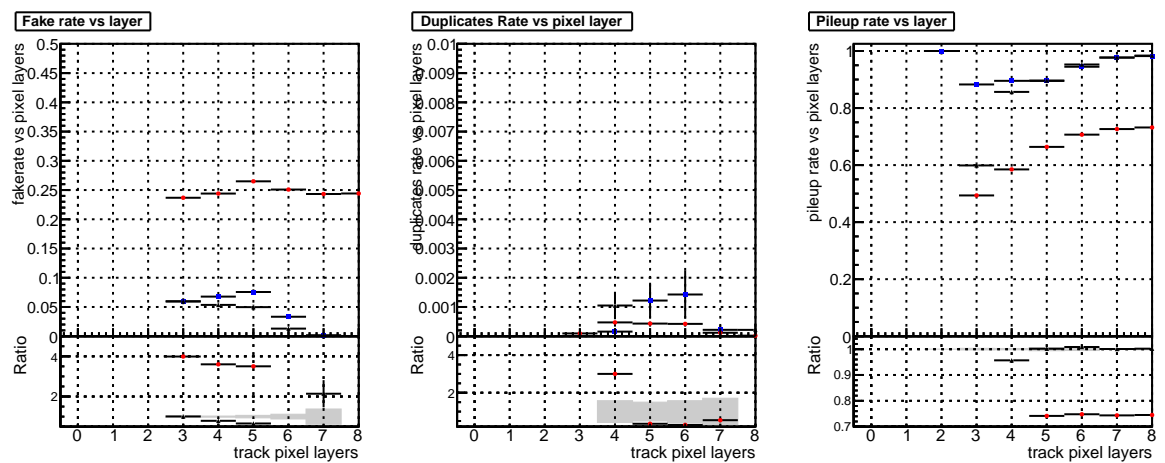 Fake rate vs layer
fakerate vs pixel layers
0.5
0.45
0.4
0.35
0.3
0.25
0.2
0.15
0.1
0.05
0
Ratio
4
2
0 1 2 3 4 5 6 7 8
track pixel layers
Duplicates Rate vs pixel layer
duplicates rate vs pixel layers
0.01
0.009
0.008
0.007
0.006
0.005
0.004
0.003
0.002
0.001
0
Ratio
4
2
0 1 2 3 4 5 6 7 8
track pixel layers
Pileup rate vs layer
pileup rate vs pixel layers
1
0.8
0.6
0.4
0.2
0
Ratio
1
0.9
0.8
0.7
0 1 2 3 4 5 6 7 8
track pixel layers